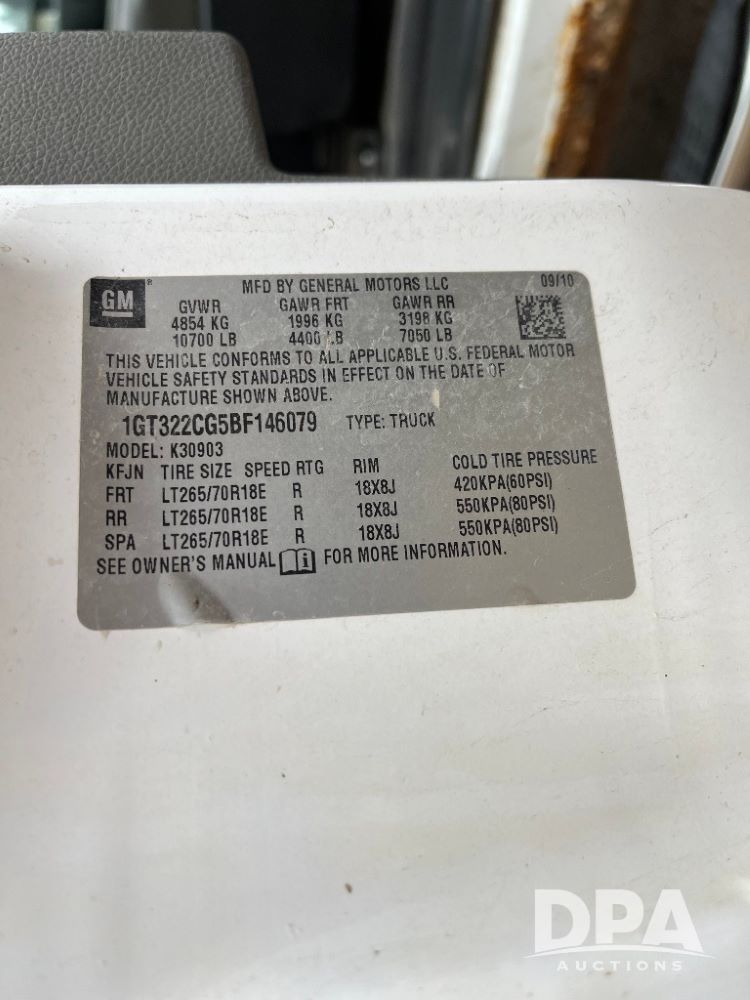 GM ® MFD BY GENERAL MOTORS LLC 09/10
GVWR GAWR FRT GAWR RR
4854 KG 1996 KG 3198 KG
10700 LB 4400 LB 7050 LB
THIS VEHICLE CONFORMS TO ALL APPLICABLE U.S. FEDERAL MOTOR
VEHICLE SAFETY STANDARDS IN EFFECT ON THE DATE OF
MANUFACTURE SHOWN ABOVE.
1GT322CG5BF146079 TYPE: TRUCK
MODEL: K30903
KFJN TIRE SIZE SPEED RTG RIM COLD TIRE PRESSURE
FRT LT265/70R18E R 18X8J 420KPA(60PSI)
RR LT265/70R18E R 18X8J 550KPA(80PSI)
SPA LT265/70R18E R 18X8J 550KPA(80PSI)
SEE OWNER'S MANUAL FOR MORE INFORMATION.
DPA
AUCTIONS